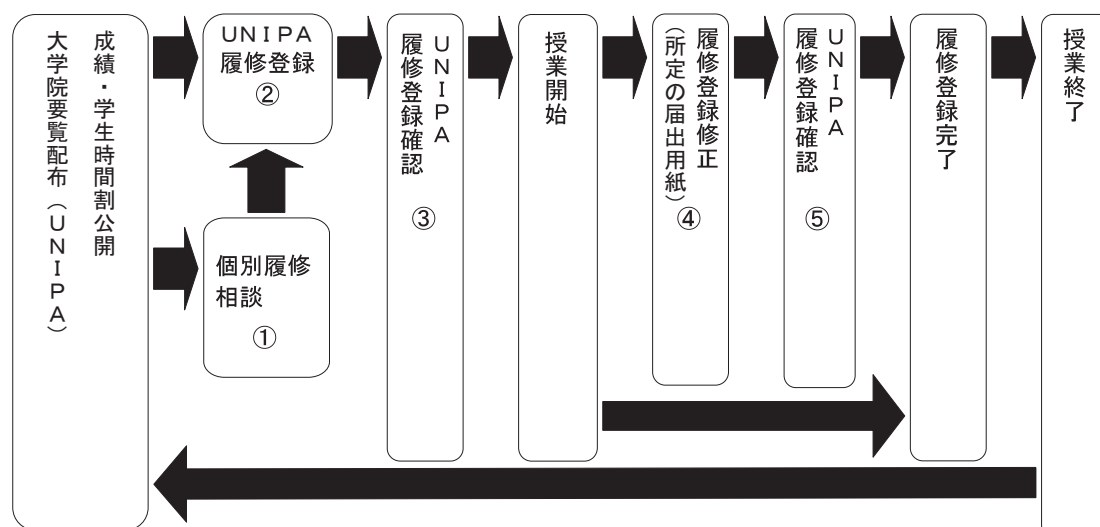 成績・学生時間割公開
大学院要覧配布（UNIPA）
UNIPA
履修登録
②
個別履修
相談
①
UNIPA
履修登録確認
③
授業開始
履修登録修正
（所定の届出用紙）
④
UNIPA
履修登録確認
⑤
履修登録完了
授業終了